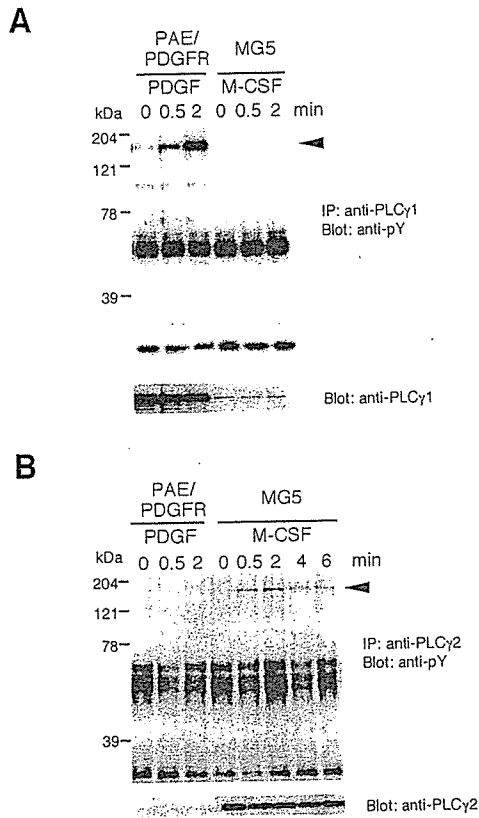 A
PAE/ PDGFR MG5
PDGF M-CSF
kDa 0 0.5 2 0 0.5 2 min
204
121
78
IP: anti-PLCγ1
Blot: anti-pY
39
Blot: anti-PLCγ1
B
PAE/ PDGFR MG5
PDGF M-CSF
kDa 0 0.5 2 0 0.5 2 4 6 min
204
121
78
IP: anti-PLCγ2
Blot: anti-pY
39
Blot: anti-PLCγ2